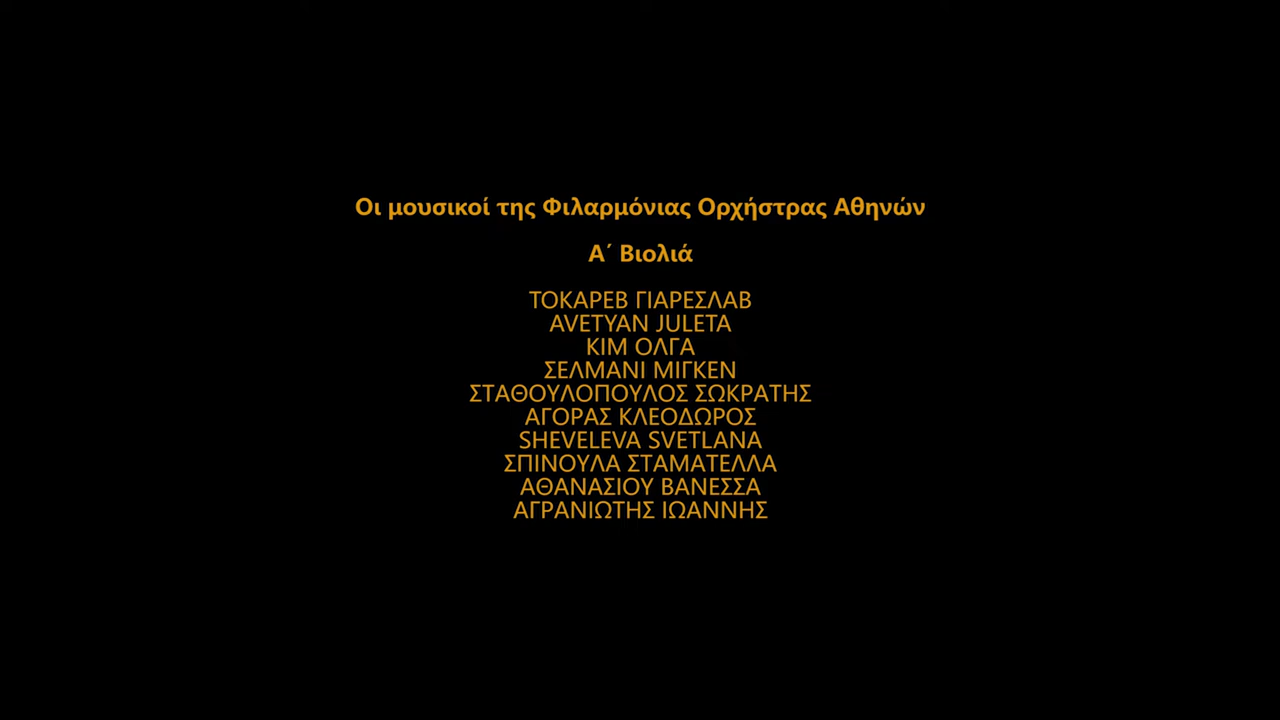 Οι μουσικοί της Φιλαρμόνιας Ορχήστρας Αθηνών
Α΄ Βιολιά
ΤΟΚΑΡΕΒ ΓΙΑΡΕΣΛΑΒ
AVETYAN JULETA
ΚΙΜ ΟΛΓΑ
ΣΕΛΜΑΝΙ ΜΙΓΚΕΝ
ΣΤΑΘΟΥΛΟΠΟΥΛΟΣ ΣΩΚΡΑΤΗΣ
ΑΓΟΡΑΣ ΚΛΕΟΔΩΡΟΣ
SHEVELEVA SVETLANA
ΣΠΙΝΟΥΛΑ ΣΤΑΜΑΤΕΛΛΑ
ΑΘΑΝΑΣΙΟΥ ΒΑΝΕΣΣΑ
ΑΓΡΑΝΙΩΤΗΣ ΙΩΑΝΝΗΣ